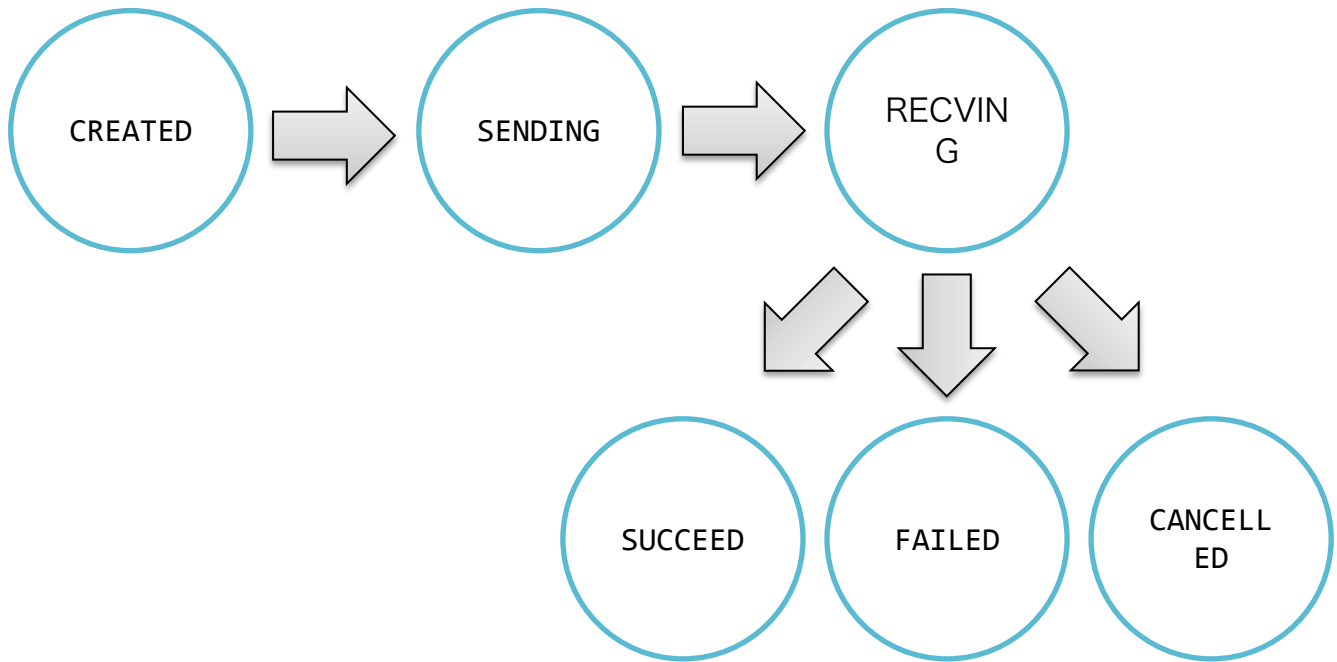 CREATED
SENDING
RECVIN
G
SUCCEED
FAILED
CANCELL
ED